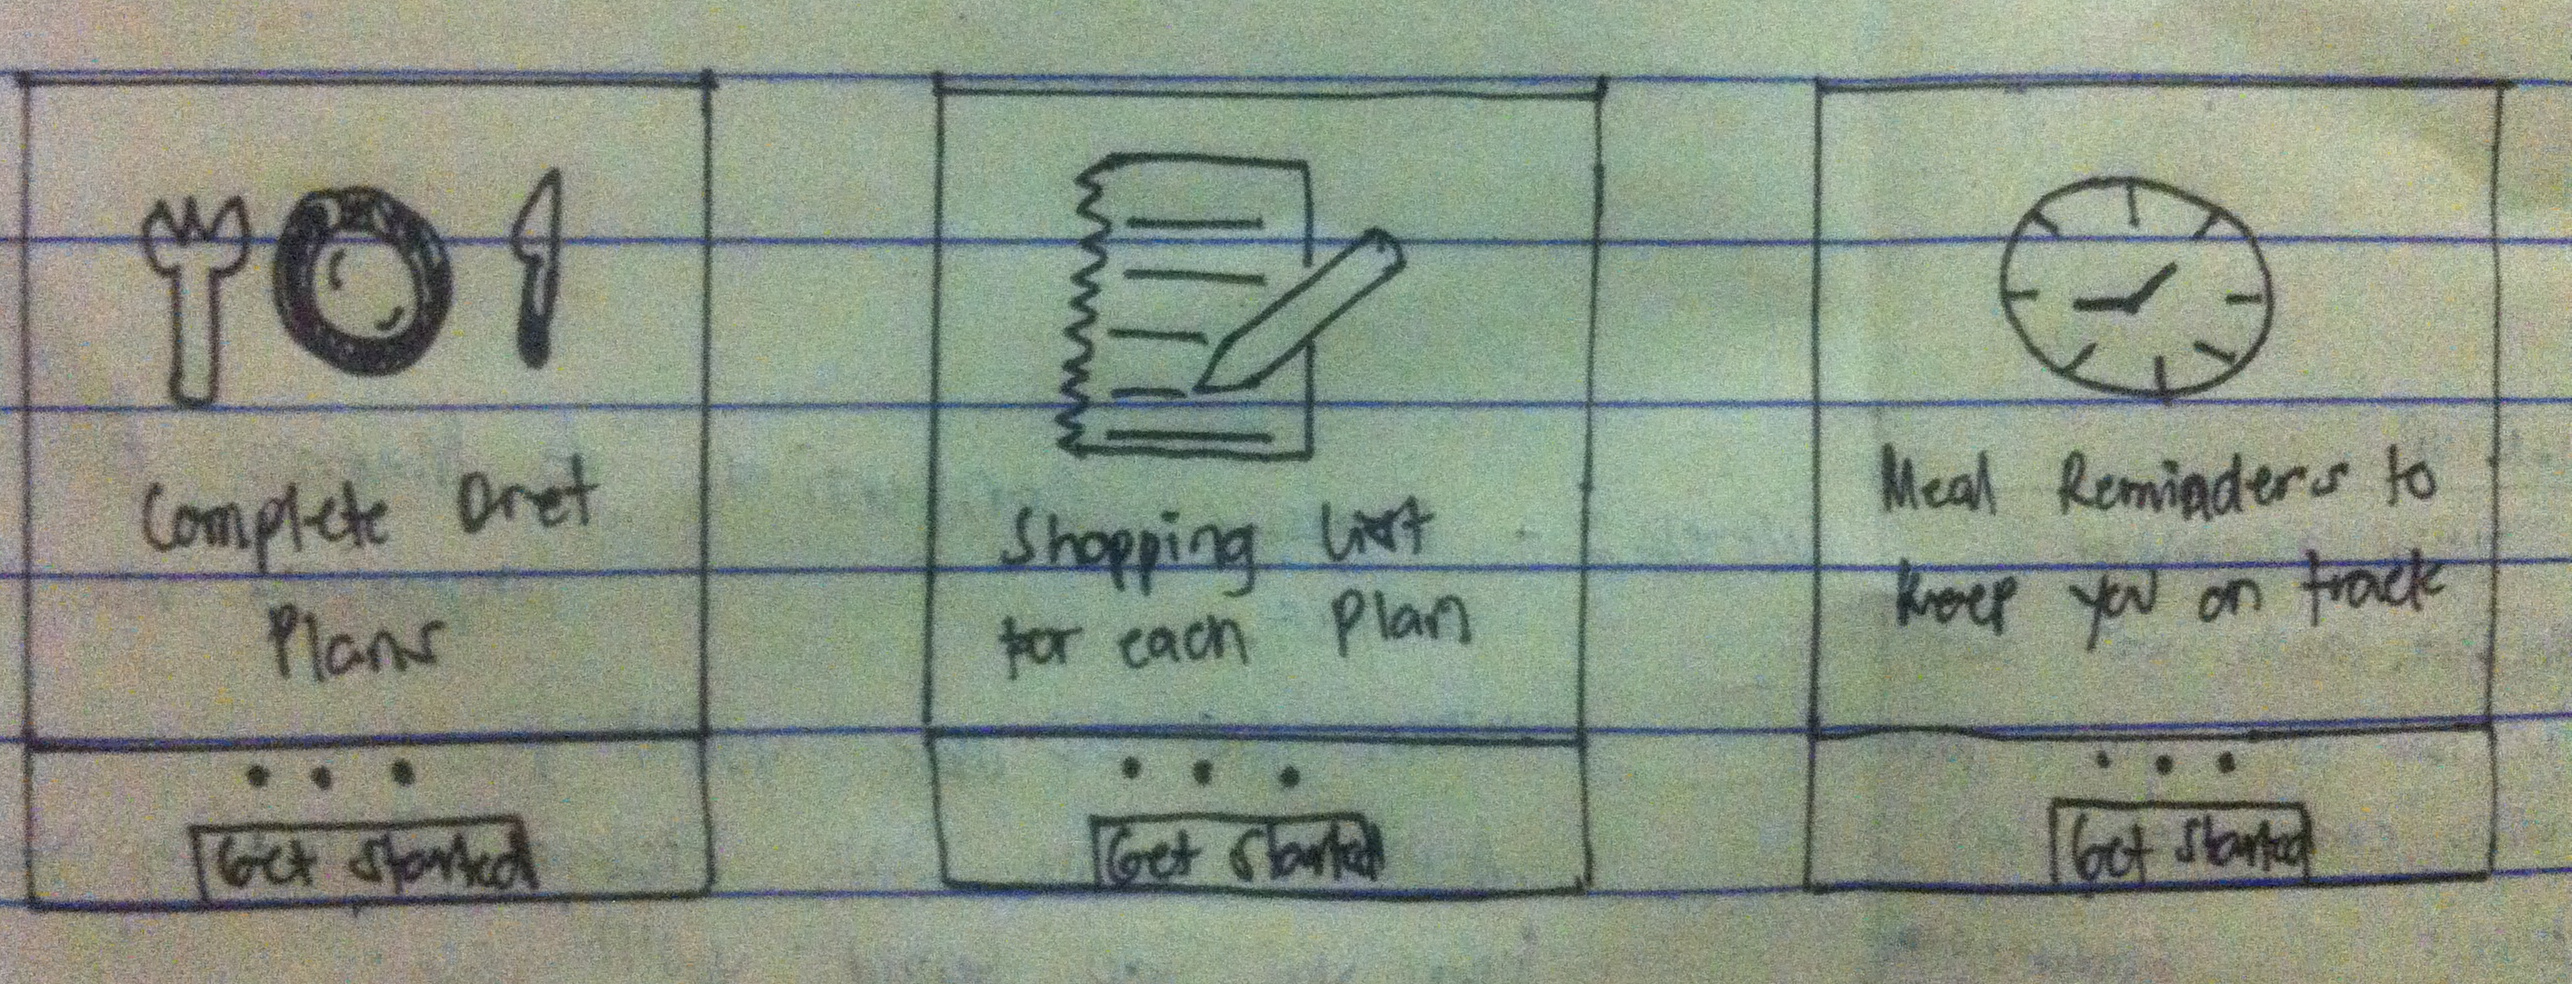 Complete Diet
Plans
Get Started
Shopping List
for each Plan
Get Started
Meal Reminders to
Keep you on track
Get Started